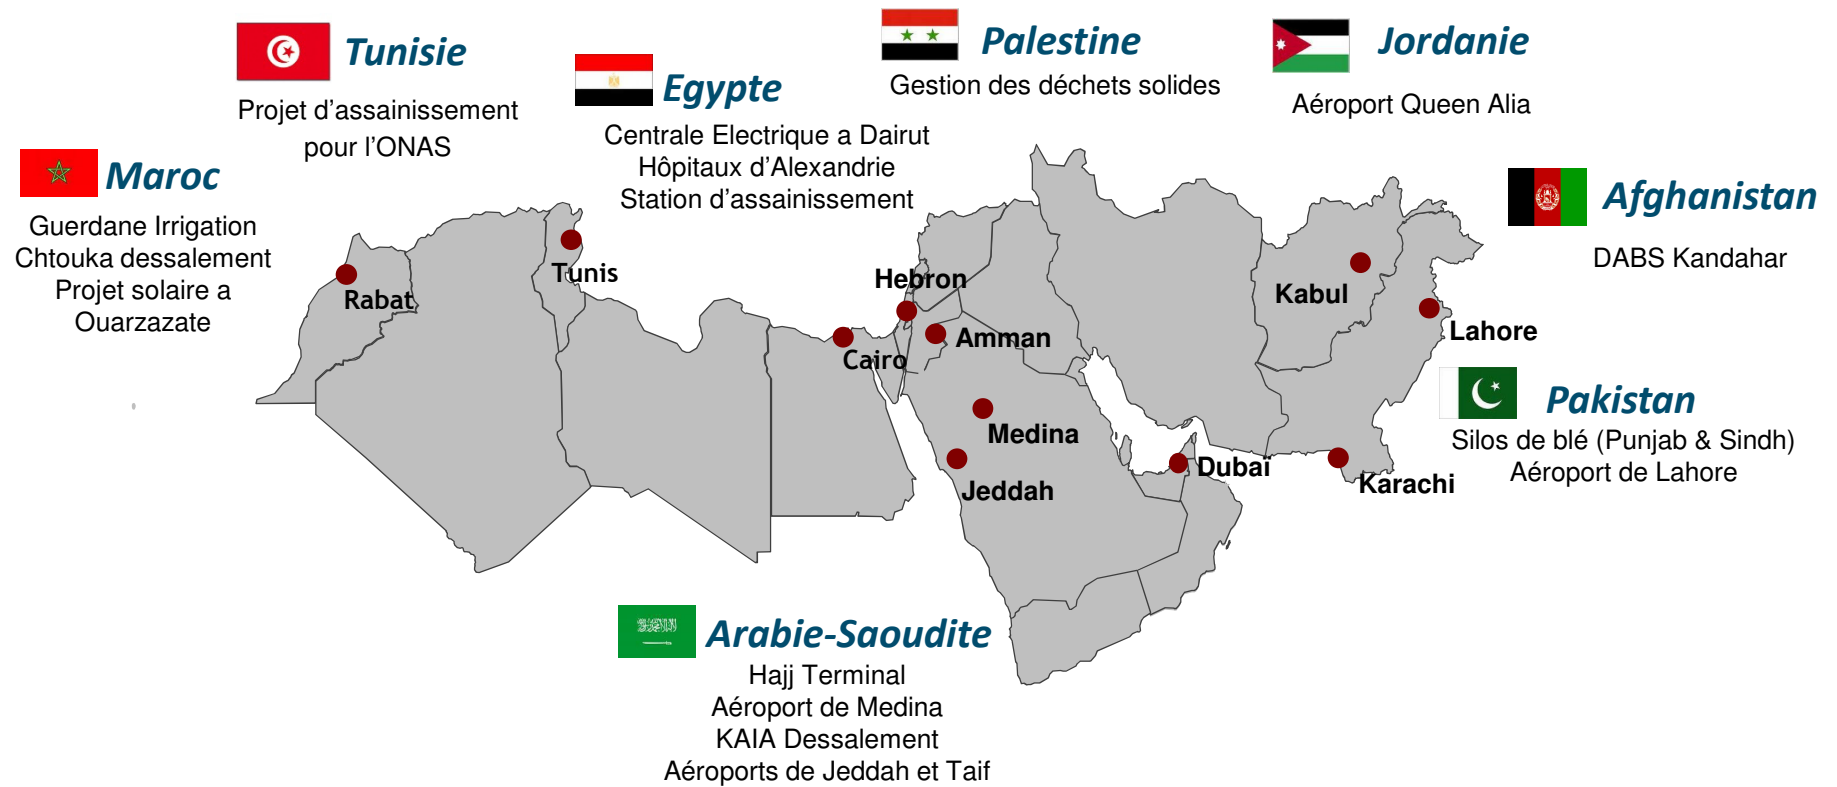 Tunisie
Projet d’assainissement
pour l’ONAS
Egypte
Centrale Electrique a Dairut
Hôpitaux d’Alexandrie
Station d’assainissement
Palestine
Gestion des déchets solides
Jordanie
Aéroport Queen Alia
Maroc
Guerdane Irrigation
Chtouka dessalement
Projet solaire a
Ouarzazate
Afghanistan
DABS Kandahar
Tunis
Rabat
Hebron
Amman
Cairo
Kabul
Lahore
Medina
Jeddah
Dubaï
Karachi
Pakistan
Silos de blé (Punjab & Sindh)
Aéroport de Lahore
Arabie-Saoudite
Hajj Terminal
Aéroport de Medina
KAIA Dessalement
Aéroports de Jeddah et Taif